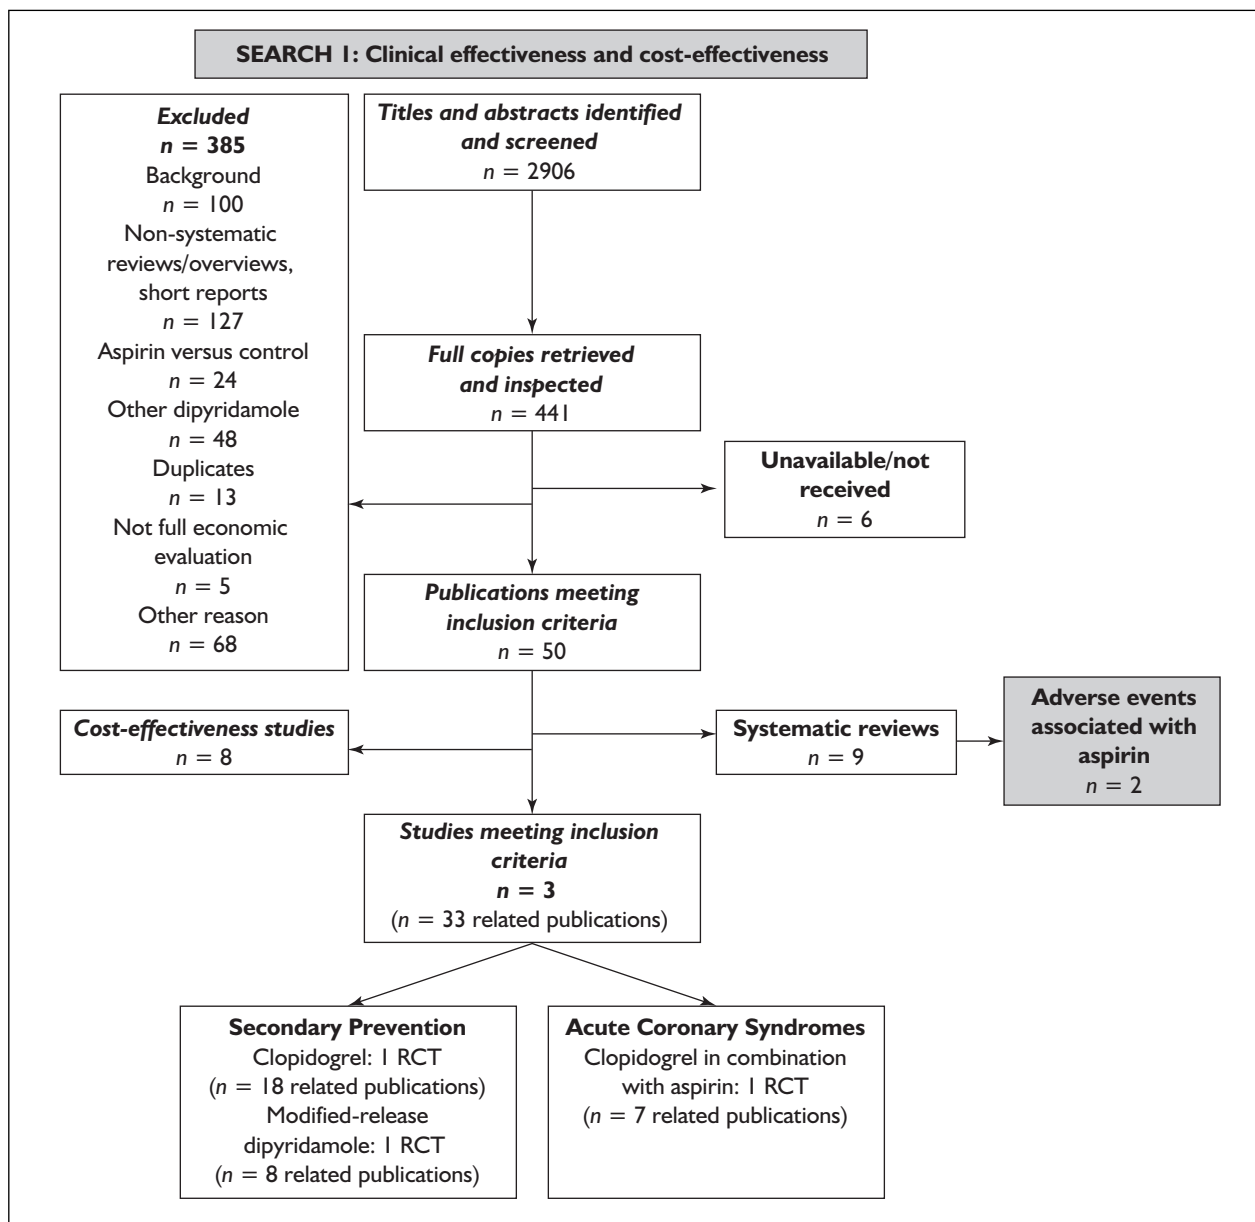 SEARCH 1: Clinical effectiveness and cost-effectiveness
Excluded
n = 385
Background
n = 100
Non-systematic
reviews/overviews,
short reports
n = 127
Aspirin versus control
n = 24
Other dipyridamole
n = 48
Duplicates
n = 13
Not full economic
evaluation
n = 5
Other reason
n = 68
Titles and abstracts identified
and screened
n = 2906
Full copies retrieved
and inspected
n = 441
Unavailable/not
received
n = 6
Publications meeting
inclusion criteria
n = 50
Cost-effectiveness studies
n = 8
Systematic reviews
n = 9
Adverse events
associated with
aspirin
n = 2
Studies meeting inclusion
criteria
n = 3
(n = 33 related publications)
Secondary Prevention
Clopidogrel: 1 RCT
(n = 18 related publications)
Modified-release
dipyridamole: 1 RCT
(n = 8 related publications)
Acute Coronary Syndromes
Clopidogrel in combination
with aspirin: 1 RCT
(n = 7 related publications)